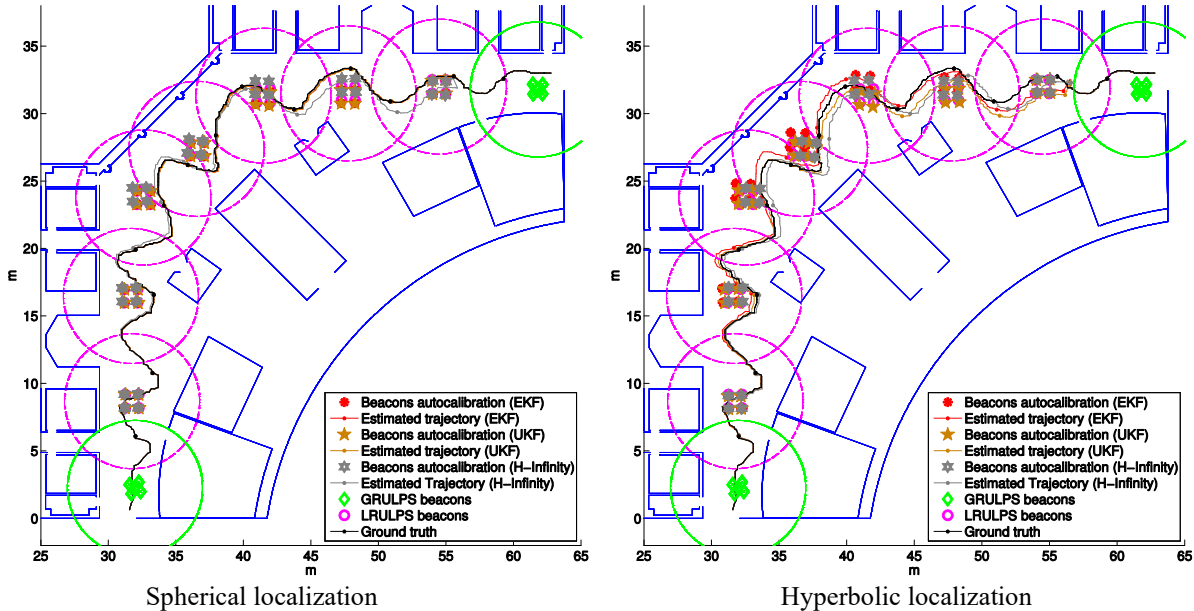 35
30
25
20
m
15
10
5
0
25 30 35 40 45 50 55 60 65
m
Beacons autocalibration (EKF)
Estimated trajectory (EKF)
Beacons autocalibration (UKF)
Estimated trajectory (UKF)
Beacons autocalibration (H-Infinity)
Estimated Trajectory (H-Infinity)
GRULPS beacons
LRULPS beacons
Ground truth
Spherical localization
35
30
25
20
m
15
10
5
0
25 30 35 40 45 50 55 60 65
m
Beacons autocalibration (EKF)
Estimated trajectory (EKF)
Beacons autocalibration (UKF)
Estimated trajectory (UKF)
Beacons autocalibration (H-Infinity)
Estimated Trajectory (H-Infinity)
GRULPS beacons
LRULPS beacons
Ground truth
Hyperbolic localization